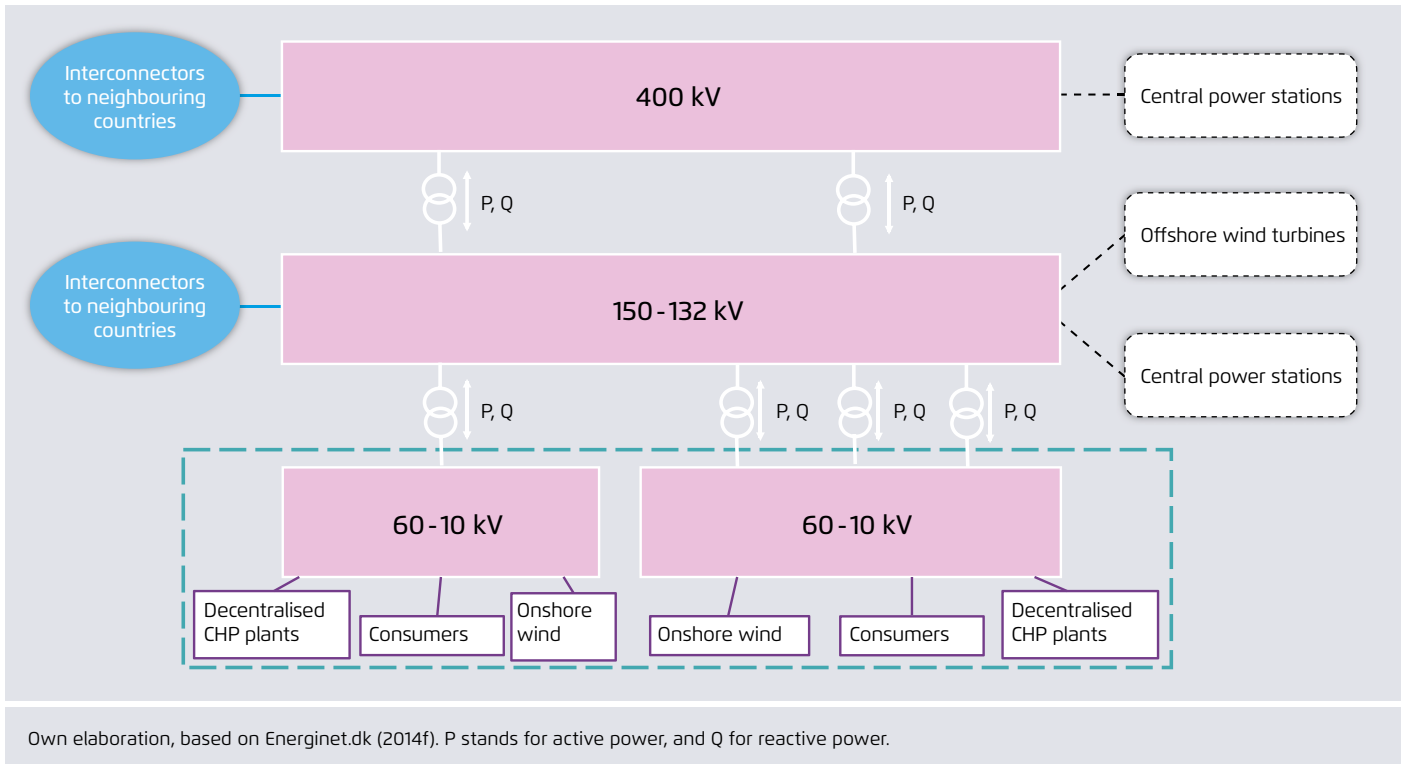 Interconnectors
to neighbouring
countries
400 kV
Central power stations
P, Q
P, Q
Interconnectors
to neighbouring
countries
150-132 kV
Offshore wind turbines
Central power stations
P, Q
P, Q
P, Q
P, Q
60-10 kV
60-10 kV
Decentralised
CHP plants
Consumers
Onshore
wind
Onshore wind
Consumers
Decentralised
CHP plants
Own elaboration, based on Energinet.dk (2014f). P stands for active power, and Q for reactive power.